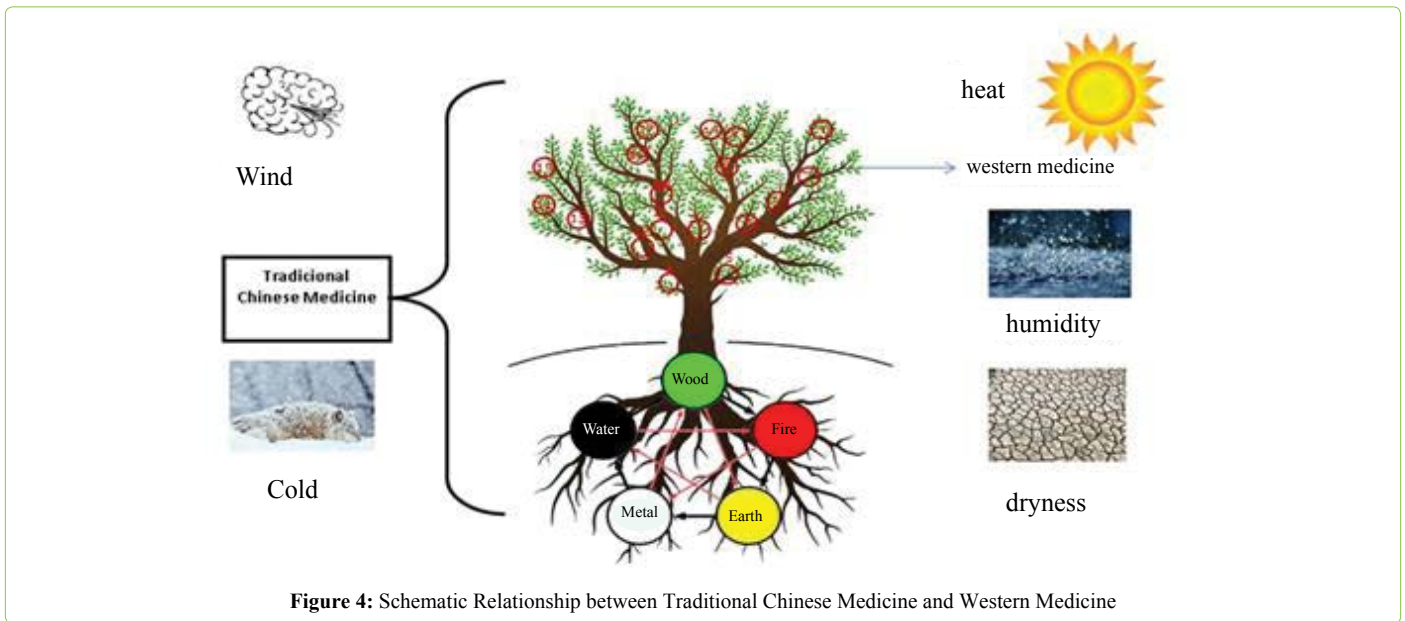 Wind
heat
western medicine
Tradicional
Chinese Medicine
humidity
Cold
dryness
Wood
Water
Fire
Metal
Earth
Figure 4: Schematic Relationship between Traditional Chinese Medicine and Western Medicine